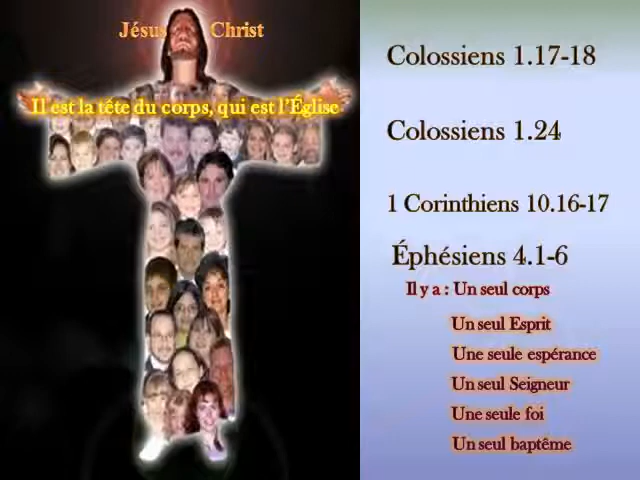 Jésus Christ
Il est la tête du corps, qui est l'Église
Colossiens 1.17-18
Colossiens 1.24
1 Corinthiens 10.16-17
Éphésiens 4.1-6
Il y a : Un seul corps
Un seul Esprit
Une seule espérance
Un seul Seigneur
Une seule foi
Un seul baptême